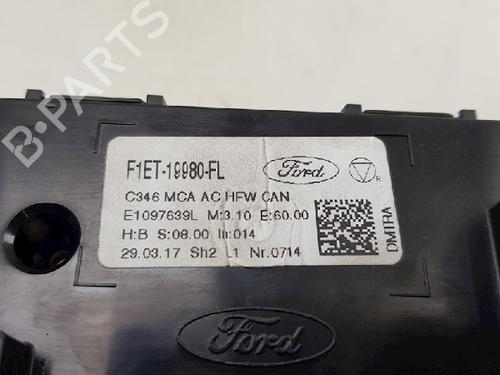 B-PARTS
F1ET-19980-FL
Ford
R
C346 MCA AC HFW CAN
E1097639L M:3.10 E:60.00
H:B S:08.00 In:014
29.03.17 Sh2 L1 Nr.0714
DMTRA
Ford